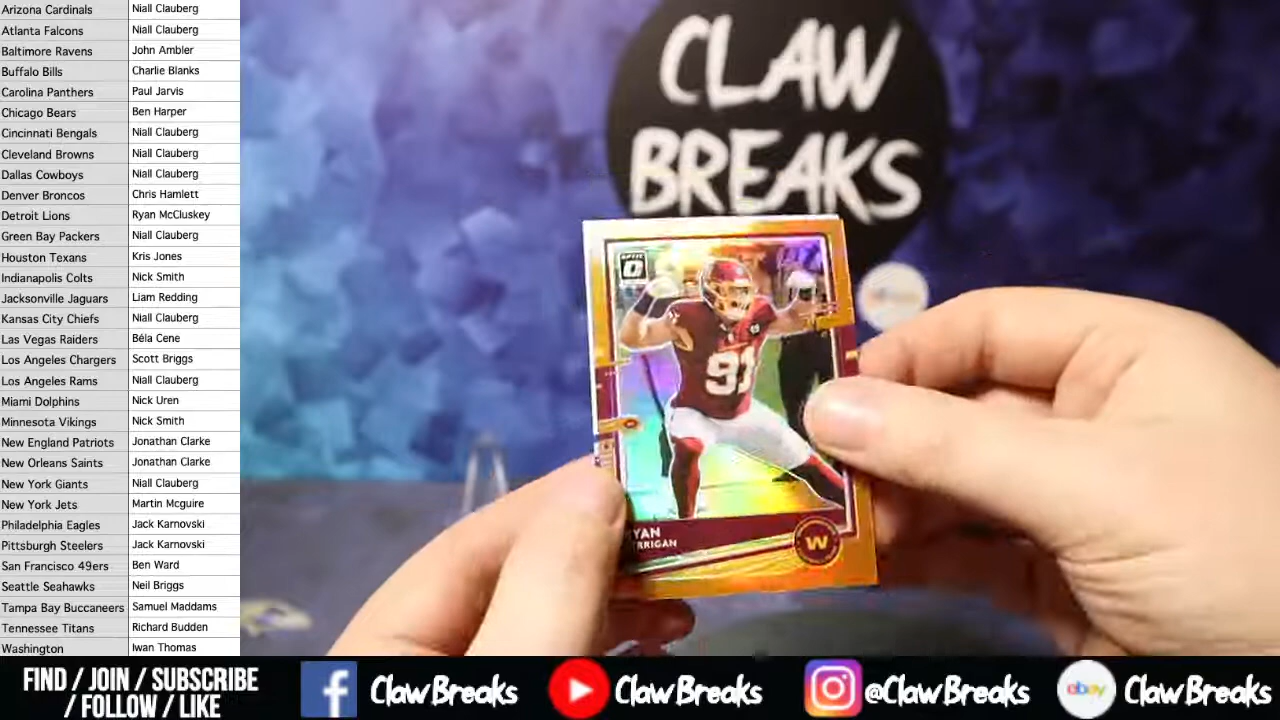 Arizona Cardinals Niall Clauberg
Atlanta Falcons Niall Clauberg
Baltimore Ravens John Ambler
Buffalo Bills Charlie Blanks
Carolina Panthers Paul Jarvis
Chicago Bears Ben Harper
Cincinnati Bengals Niall Clauberg
Cleveland Browns Niall Clauberg
Dallas Cowboys Niall Clauberg
Denver Broncos Chris Hamlett
Detroit Lions Ryan McCluskey
Green Bay Packers Niall Clauberg
Houston Texans Kris Jones
Indianapolis Colts Nick Smith
Jacksonville Jaguars Liam Redding
Kansas City Chiefs Niall Clauberg
Las Vegas Raiders Béla Cene
Los Angeles Chargers Scott Briggs
Los Angeles Rams Niall Clauberg
Miami Dolphins Nick Uren
Minnesota Vikings Nick Smith
New England Patriots Jonathan Clarke
New Orleans Saints Jonathan Clarke
New York Giants Niall Clauberg
New York Jets Martin Mcguire
Philadelphia Eagles Jack Karnovski
Pittsburgh Steelers Jack Karnovski
San Francisco 49ers Ben Ward
Seattle Seahawks Neil Briggs
Tampa Bay Buccaneers Samuel Maddams
Tennessee Titans Richard Budden
Washington Iwan Thomas
CLAW
BREAKS
OPTIC
91
YAN
RRIGAN
W
FIND / JOIN / SUBSCRIBE
/ FOLLOW / LIKE
f ClawBreaks
ClawBreaks
@ClawBreaks
ebay ClawBreaks